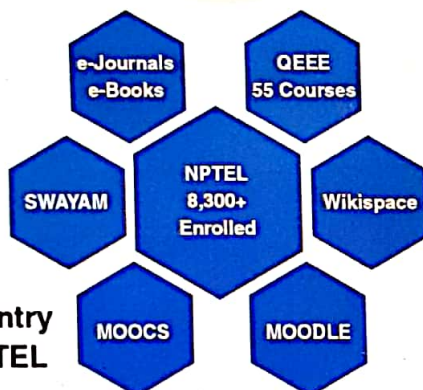 e-Journals
e-Books
QEEE
55 Courses
SWAYAM
NPTEL
8,300+
Enrolled
Wikispace
MOOCS
MOODLE